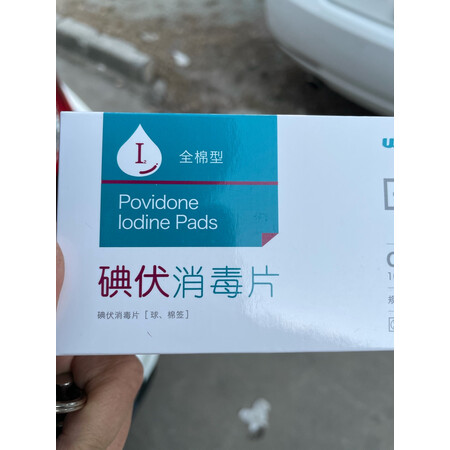 I₂
全棉型
Povidone
Iodine Pads
碘伏消毒片
碘伏消毒片［球、棉签］